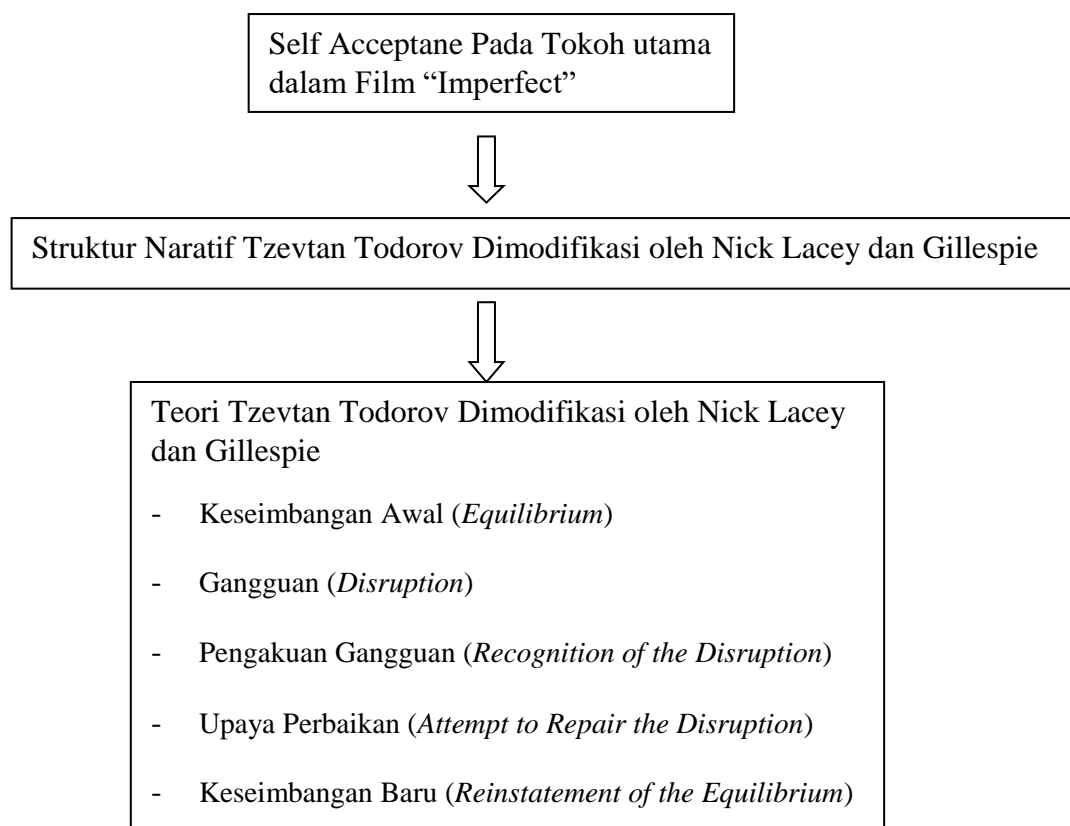 Self Acceptane Pada Tokoh utama
dalam Film “Imperfect”
Struktur Naratif Tzevtan Todorov Dimodifikasi oleh Nick Lacey dan Gillespie
Teori Tzevtan Todorov Dimodifikasi oleh Nick Lacey
dan Gillespie
- Keseimbangan Awal (Equilibrium)
- Gangguan (Disruption)
- Pengakuan Gangguan (Recognition of the Disruption)
- Upaya Perbaikan (Attempt to Repair the Disruption)
- Keseimbangan Baru (Reinstatement of the Equilibrium)